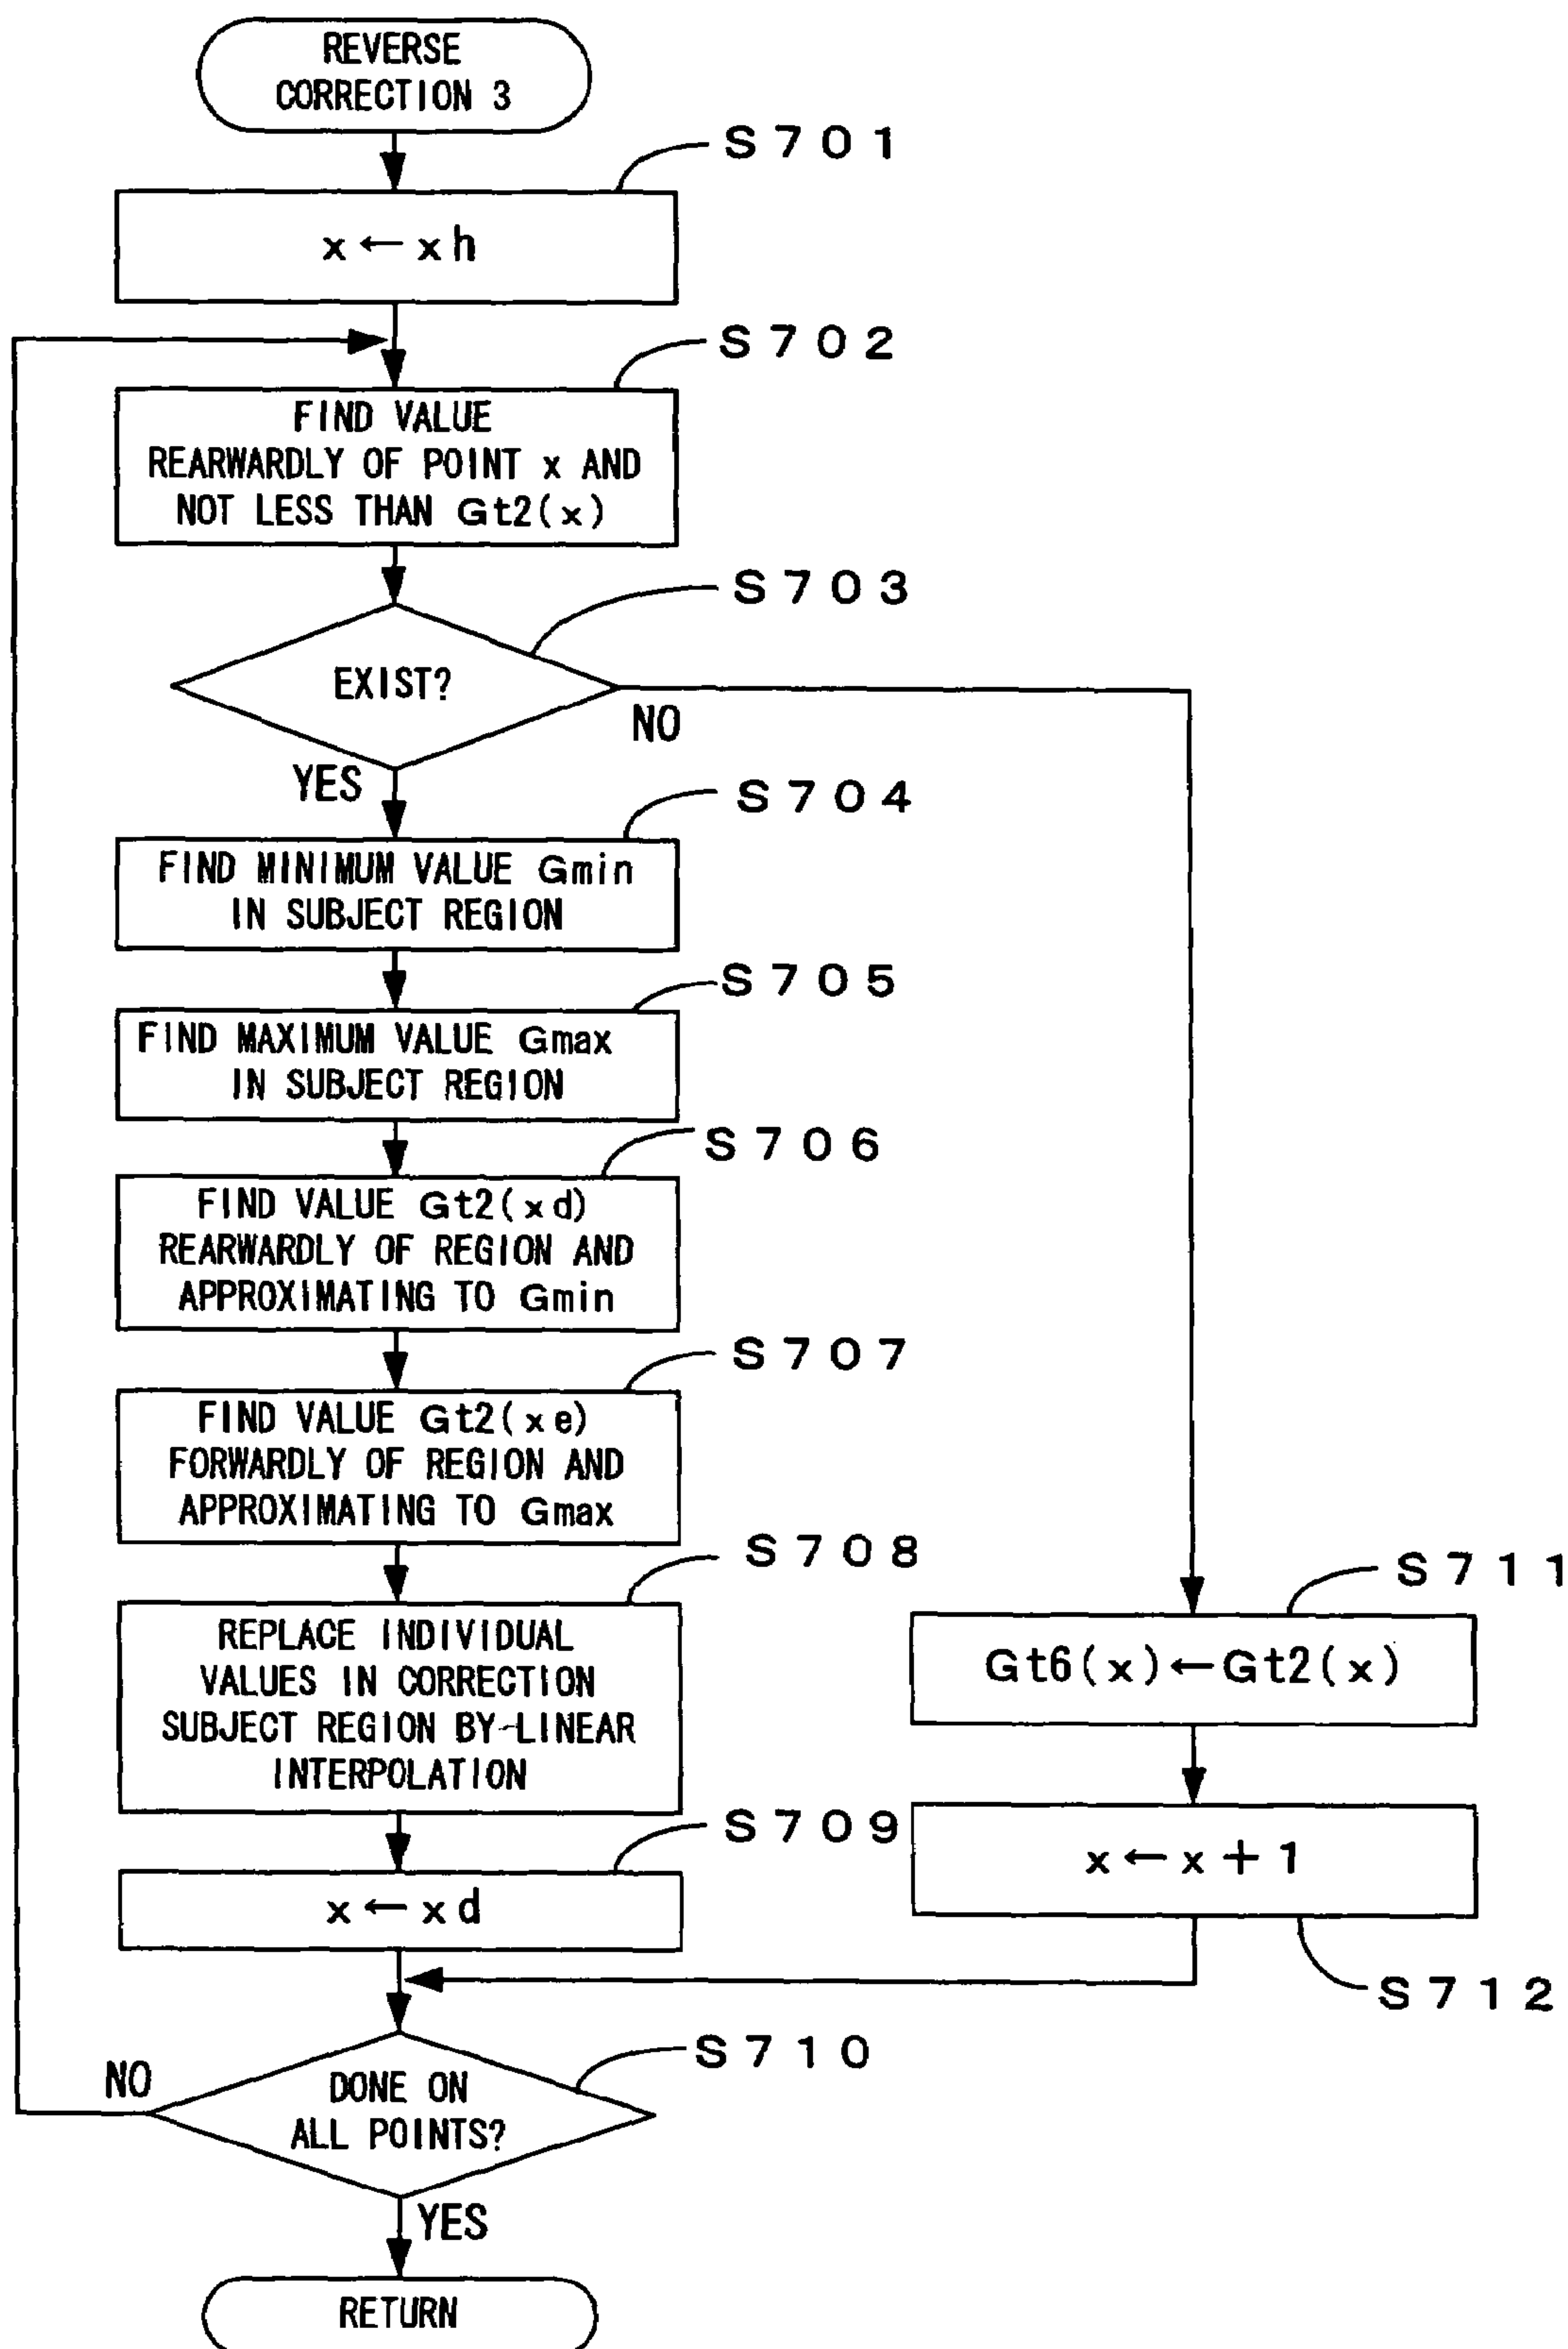 REVERSE
CORRECTION 3
S701
x ← xh
S702
FIND VALUE
REARWARDLY OF POINT x AND
NOT LESS THAN Gt2(x)
S703
EXIST?
NO
YES
S704
FIND MINIMUM VALUE Gmin
IN SUBJECT REGION
S705
FIND MAXIMUM VALUE Gmax
IN SUBJECT REGION
S706
FIND VALUE Gt2(xd)
REARWARDLY OF REGION AND
APPROXIMATING TO Gmin
S707
FIND VALUE Gt2(xe)
FORWARDLY OF REGION AND
APPROXIMATING TO Gmax
S708
REPLACE INDIVIDUAL
VALUES IN CORRECTION
SUBJECT REGION BY-LINEAR
INTERPOLATION
S711
Gt6(x)←Gt2(x)
S709
x ← xd
x ← x + 1
S712
S710
NO
DONE ON
ALL POINTS?
YES
RETURN